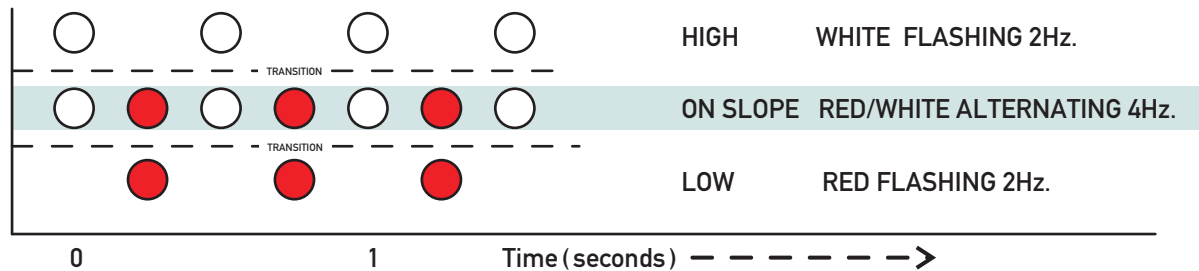 HIGH WHITE FLASHING 2Hz.
TRANSITION
ON SLOPE RED/WHITE ALTERNATING 4Hz.
TRANSITION
LOW RED FLASHING 2Hz.
0 1 Time (seconds)